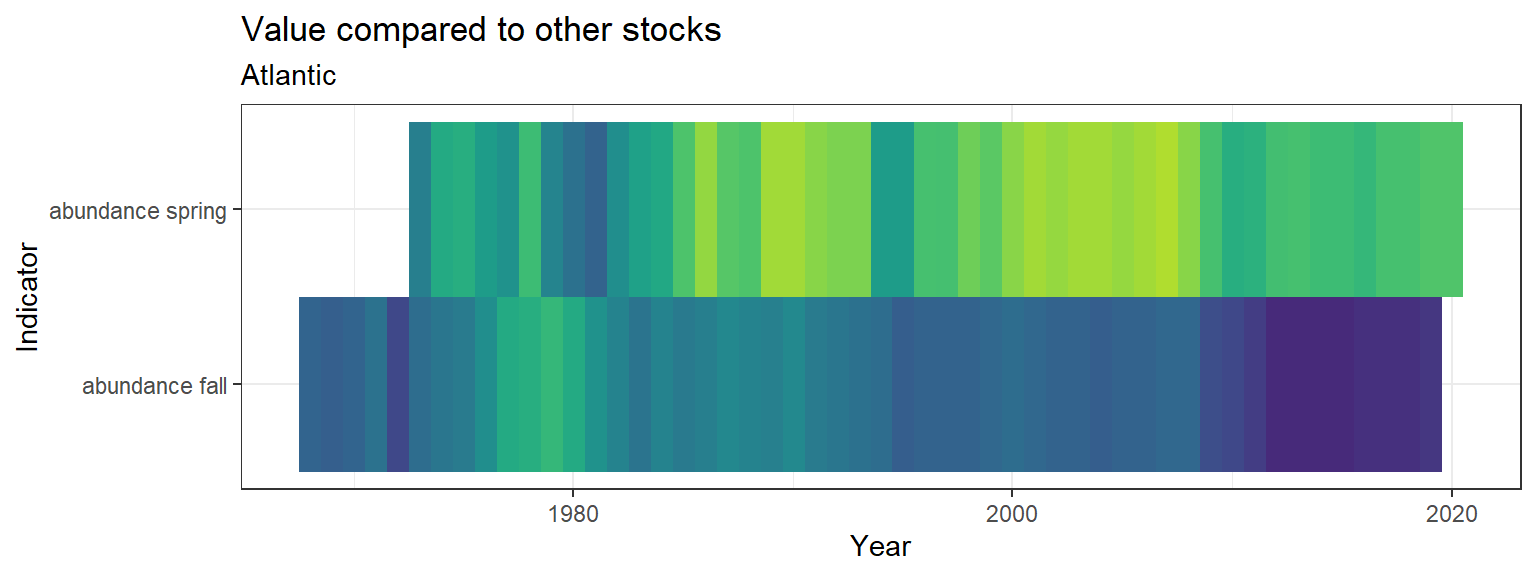 Value compared to other stocks
Atlantic
Indicator
abundance spring
abundance fall
1980 2000 2020
Year